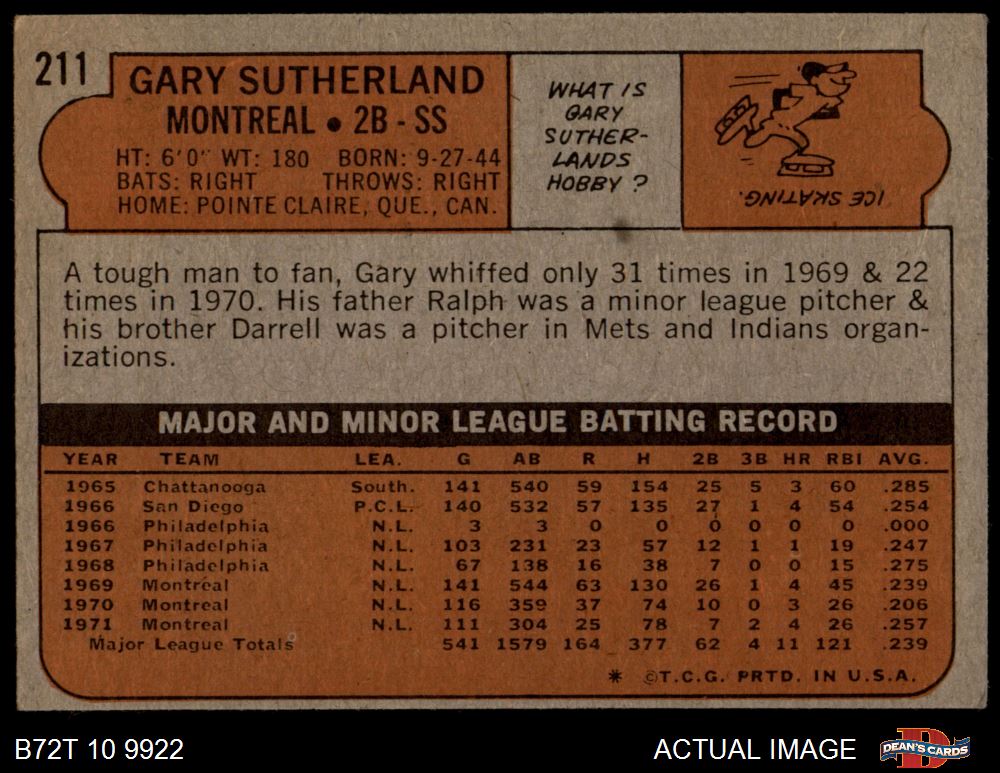 211
GARY SUTHERLAND
MONTREAL • 2B - SS
HT: 6'0" WT: 180 BORN: 9-27-44
BATS: RIGHT THROWS: RIGHT
HOME: POINTE CLAIRE, QUE., CAN.
WHAT IS
GARY
SUTHER-
LANDS
HOBBY ?
ICE SKATING.
A tough man to fan, Gary whiffed only 31 times in 1969 & 22
times in 1970. His father Ralph was a minor league pitcher &
his brother Darrell was a pitcher in Mets and Indians organ-
izations.
MAJOR AND MINOR LEAGUE BATTING RECORD
YEAR TEAM LEA. G AB R H 2B 3B HR RBI AVG.
1965 Chattanooga South. 141 540 59 154 25 5 3 60 .285
1966 San Diego P.C.L. 140 532 57 135 27 1 4 54 .254
1966 Philadelphia N.L. 3 3 0 0 0 0 0 0 .000
1967 Philadelphia N.L. 103 231 23 57 12 1 1 19 .247
1968 Philadelphia N.L. 67 138 16 38 7 0 0 15 .275
1969 Montreal N.L. 141 544 63 130 26 1 4 45 .239
1970 Montreal N.L. 116 359 37 74 10 0 3 26 .206
1971 Montreal N.L. 111 304 25 78 7 2 4 26 .257
Major League Totals 541 1579 164 377 62 4 11 121 .239
* ©T.C.G. PRTD. IN U.S.A.
B72T 10 9922
ACTUAL IMAGE
DEAN'S CARDS